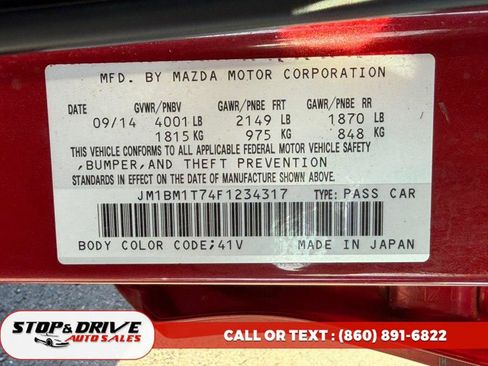 MFD. BY MAZDA MOTOR CORPORATION
GVWR/PNBV GAWR/PNBE FRT GAWR/PNBE RR
09/14 4001 LB 2149 LB 1870 LB
1815 KG 975 KG 848 KG
THIS VEHICLE CONFORMS TO ALL APPLICABLE FEDERAL MOTOR VEHICLE SAFETY
,BUMPER,AND THEFT PREVENTION
STANDARDS IN EFFECT ON THE DATE OF MANUFACTURE SHOWN ABOVE.
JM1BM1T74F1234317 TYPE: PASS CAR
BODY COLOR CODE;41V MADE IN JAPAN
STOP&DRIVE
AUTO SALES
CALL OR TEXT : (860) 891-6822